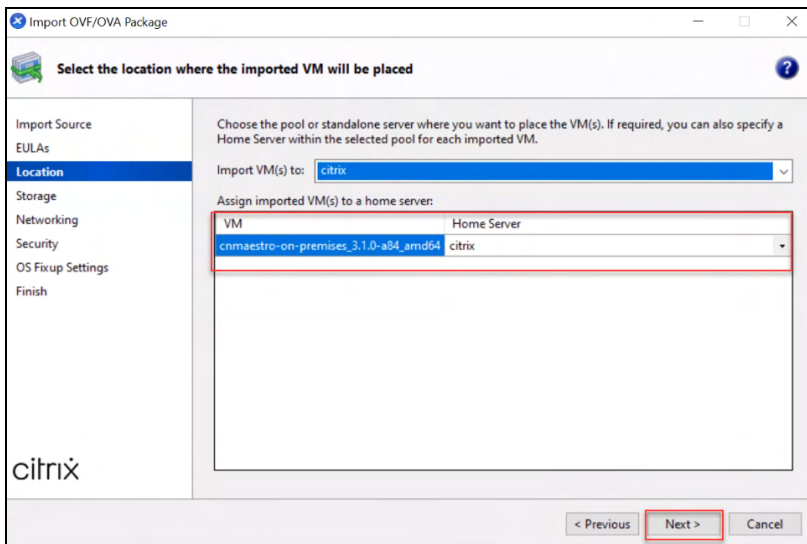 Import OVF/OVA Package
Select the location where the imported VM will be placed
Import Source
EULAs
Location
Storage
Networking
Security
OS Fixup Settings
Finish
citrix
Choose the pool or standalone server where you want to place the VM(s). If required, you can also specify a
Home Server within the selected pool for each imported VM.
Import VM(s) to: citrix
Assign imported VM(s) to a home server:
VM Home Server
cnmaestro-on-premises_3.1.0-a84_amd64 citrix
< Previous Next > Cancel